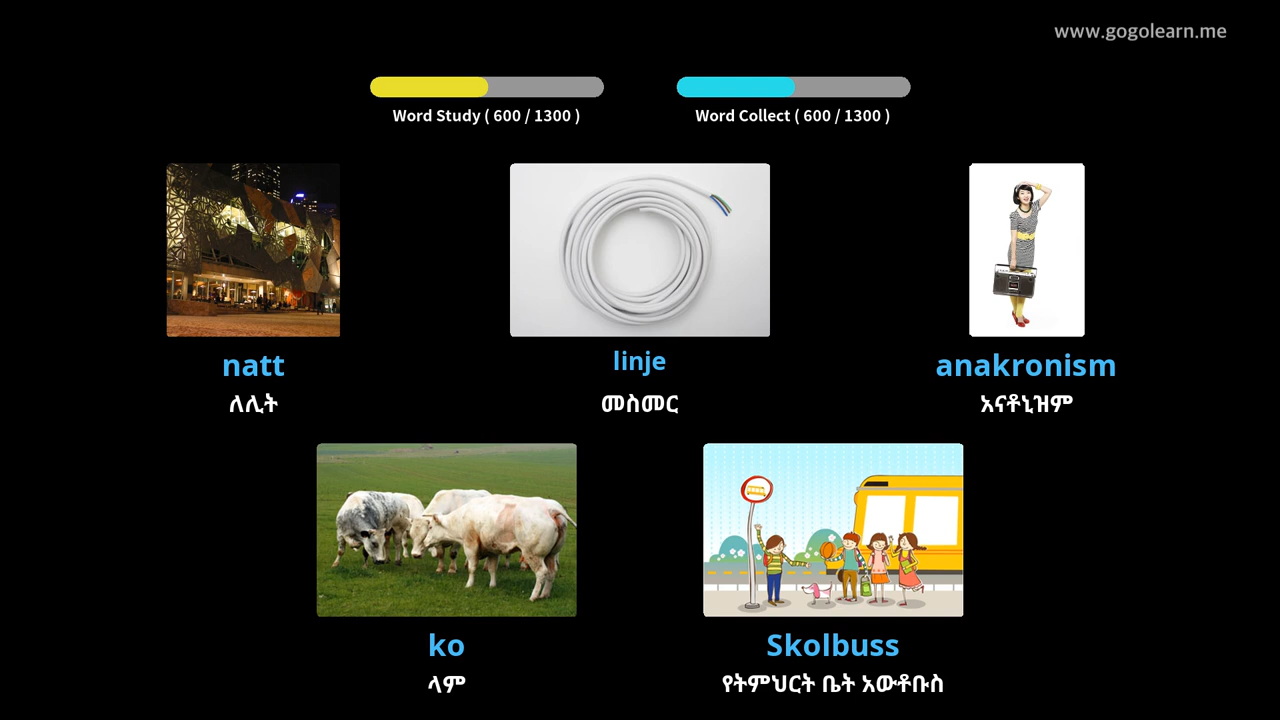 www.gogolearn.me
Word Study ( 600 / 1300 )
Word Collect ( 600 / 1300 )
natt
ለሊት
linje
መስመር
anakronism
አናቶኒዝም
ko
ላም
Skolbuss
የትምህርት ቤት አውቶቡስ